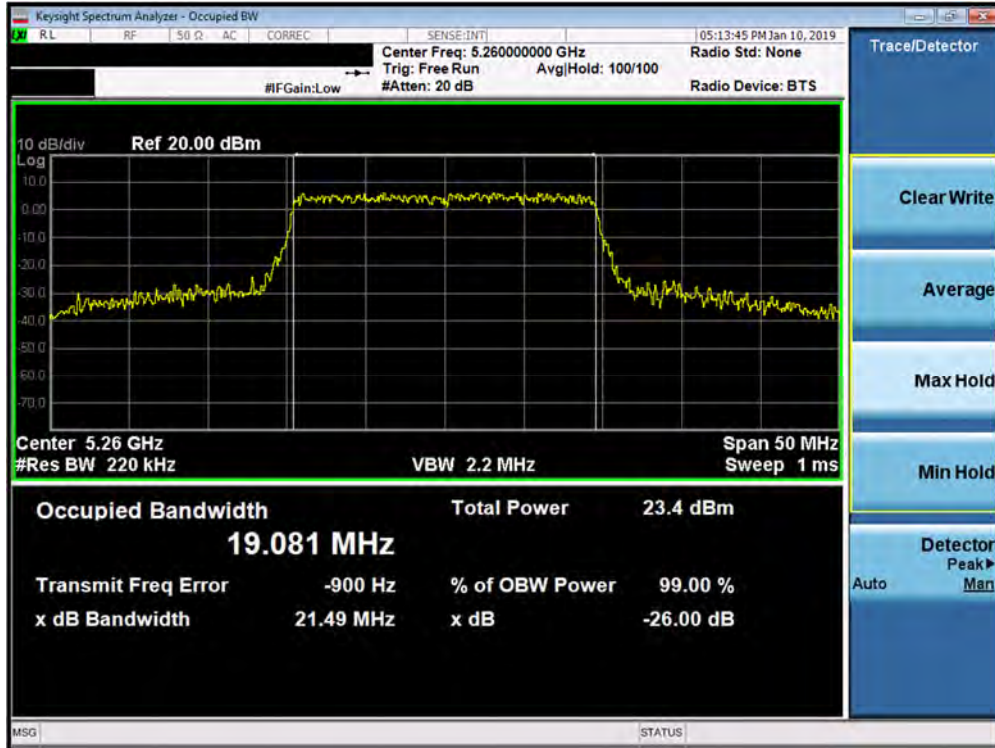 Keysight Spectrum Analyzer - Occupied BW
LXI RL RF 50 Ω AC CORREC SENSE:INT 05:13:45 PM Jan 10, 2019
Center Freq: 5.260000000 GHz Radio Std: None
Trig: Free Run Avg|Hold: 100/100
#IFGain:Low #Atten: 20 dB Radio Device: BTS
Trace/Detector
10 dB/div Ref 20.00 dBm
Log
10.0
0.00
-10.0
-20.0
-30.0
-40.0
-50.0
-60.0
-70.0
Center 5.26 GHz Span 50 MHz
#Res BW 220 kHz VBW 2.2 MHz Sweep 1 ms
Occupied Bandwidth Total Power 23.4 dBm
19.081 MHz
Transmit Freq Error -900 Hz % of OBW Power 99.00 %
x dB Bandwidth 21.49 MHz x dB -26.00 dB
Clear Write
Average
Max Hold
Min Hold
Detector
Peak▶
Auto Man
MSG STATUS